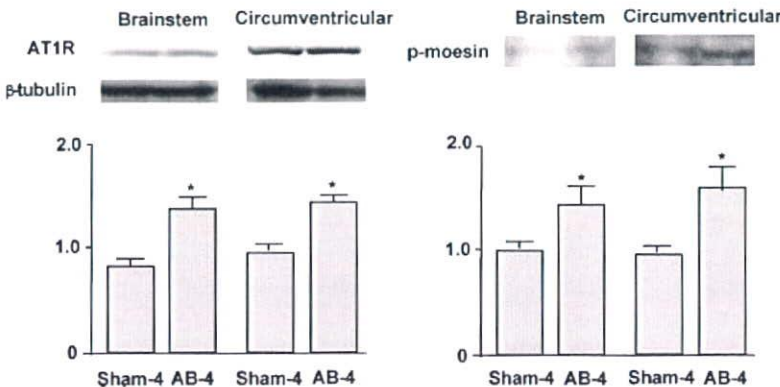 Brainstem Circumventricular
AT1R
β-tubulin
2.0
*
*
1.0
0
Sham-4 AB-4 Sham-4 AB-4
Brainstem Circumventricular
p-moesin
2.0
*
*
1.0
0
Sham-4 AB-4 Sham-4 AB-4